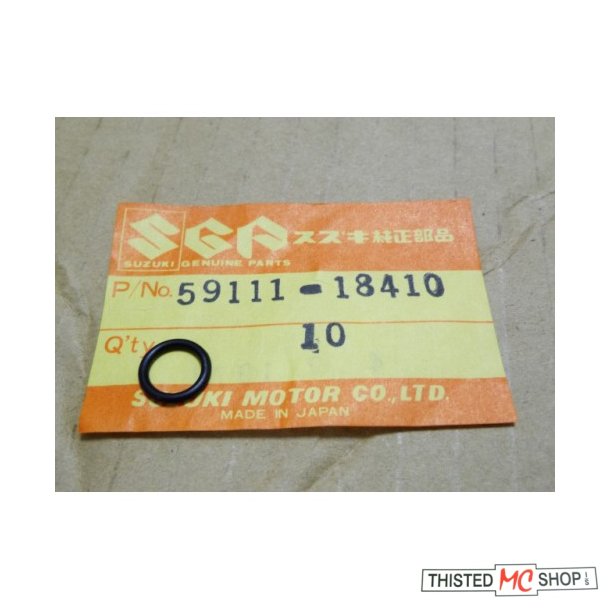 SGP スズキ純正部品
SUZUKI GENUINE PARTS
P/No. 59111-18410
Q'ty 10
SUZUKI MOTOR CO.,LTD.
MADE IN JAPAN
THISTED MC SHOP I/S